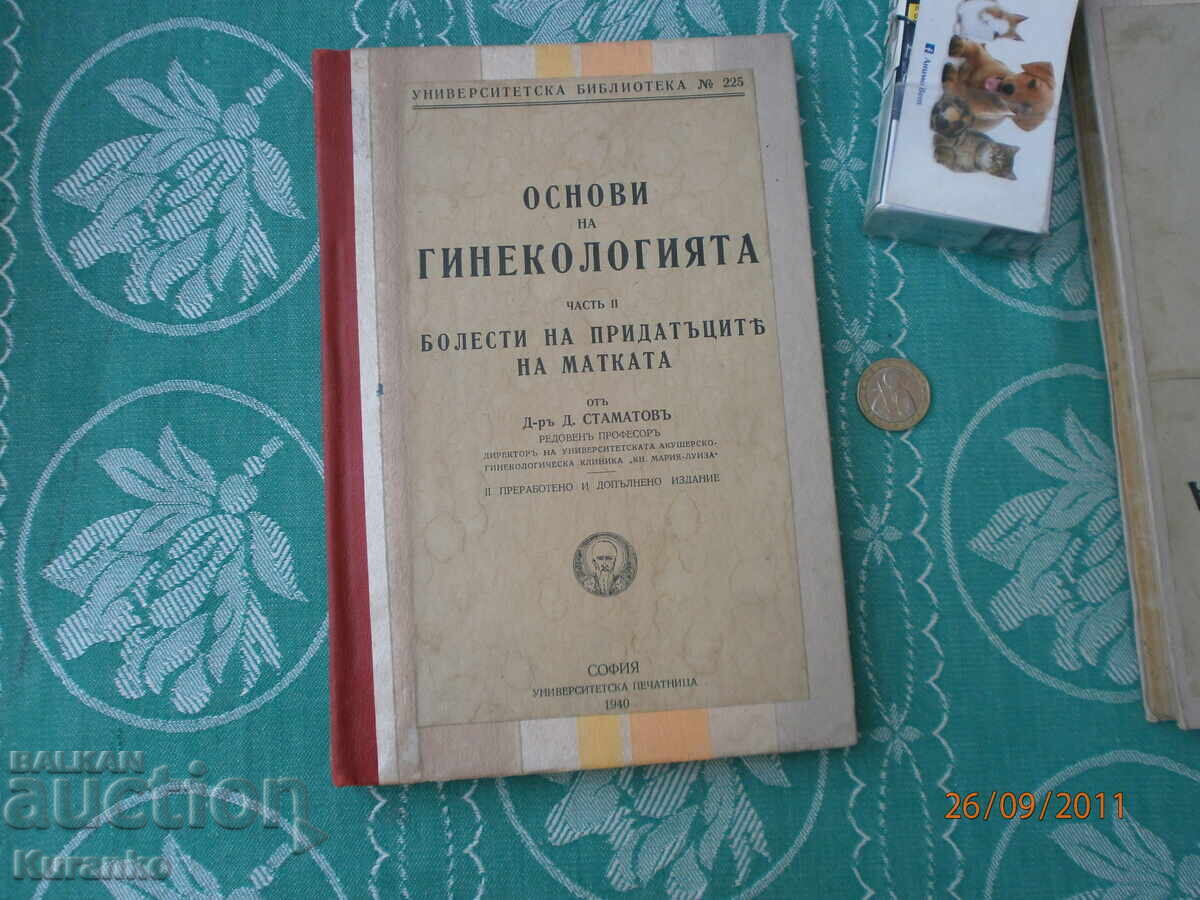 УНИВЕРСИТЕТСКА БИБЛИОТЕКА № 225
ОСНОВИ
НА
ГИНЕКОЛОГИЯТА
ЧАСТЬ II
БОЛЕСТИ НА ПРИДАТЪЦИТѢ
НА МАТКАТА
ОТЪ
Д-РЪ Д. СТАМАТОВЪ
РЕДОВЕНЪ ПРОФЕСОРЪ
ДИРЕКТОРЪ НА УНИВЕРСИТЕТСКАТА АКУШЕРСКО-
ГИНЕКОЛОГИЧЕСКА КЛИНИКА „КН. МАРИЯ-ЛУИЗА“
II ПРЕРАБОТЕНО И ДОПЪЛНЕНО ИЗДАНИЕ
СОФИЯ
УНИВЕРСИТЕТСКА ПЕЧАТНИЦА
1940
BALKAN
auction
Kuranko
26/09/2011